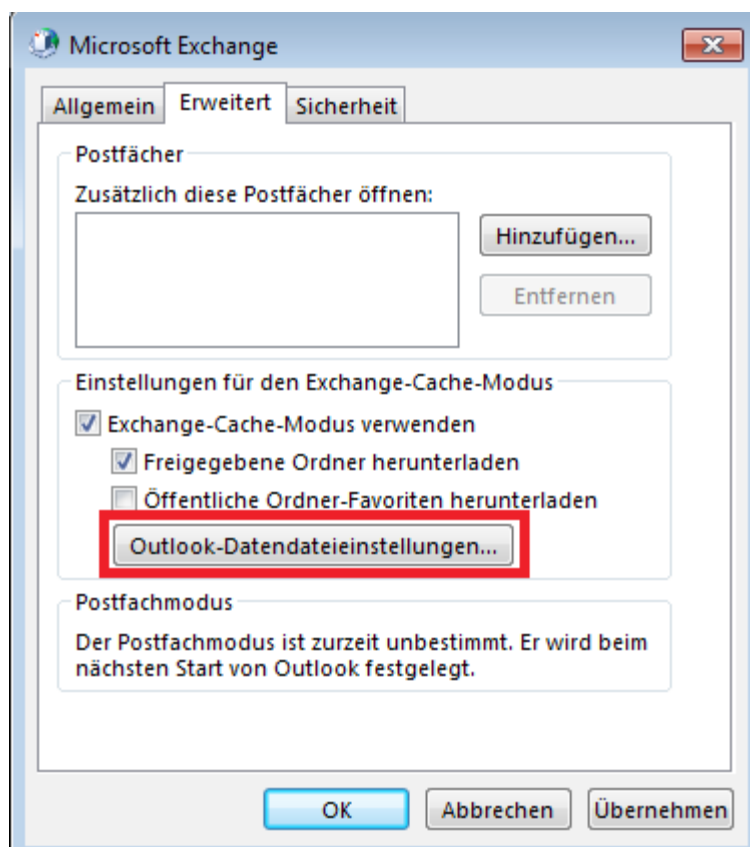 Microsoft Exchange
Allgemein Erweitert Sicherheit
Postfächer
Zusätzlich diese Postfächer öffnen:
Hinzufügen...
Entfernen
Einstellungen für den Exchange-Cache-Modus
Exchange-Cache-Modus verwenden
Freigegebene Ordner herunterladen
Öffentliche Ordner-Favoriten herunterladen
Outlook-Datendateieinstellungen...
Postfachmodus
Der Postfachmodus ist zurzeit unbestimmt. Er wird beim
nächsten Start von Outlook festgelegt.
OK Abbrechen Übernehmen